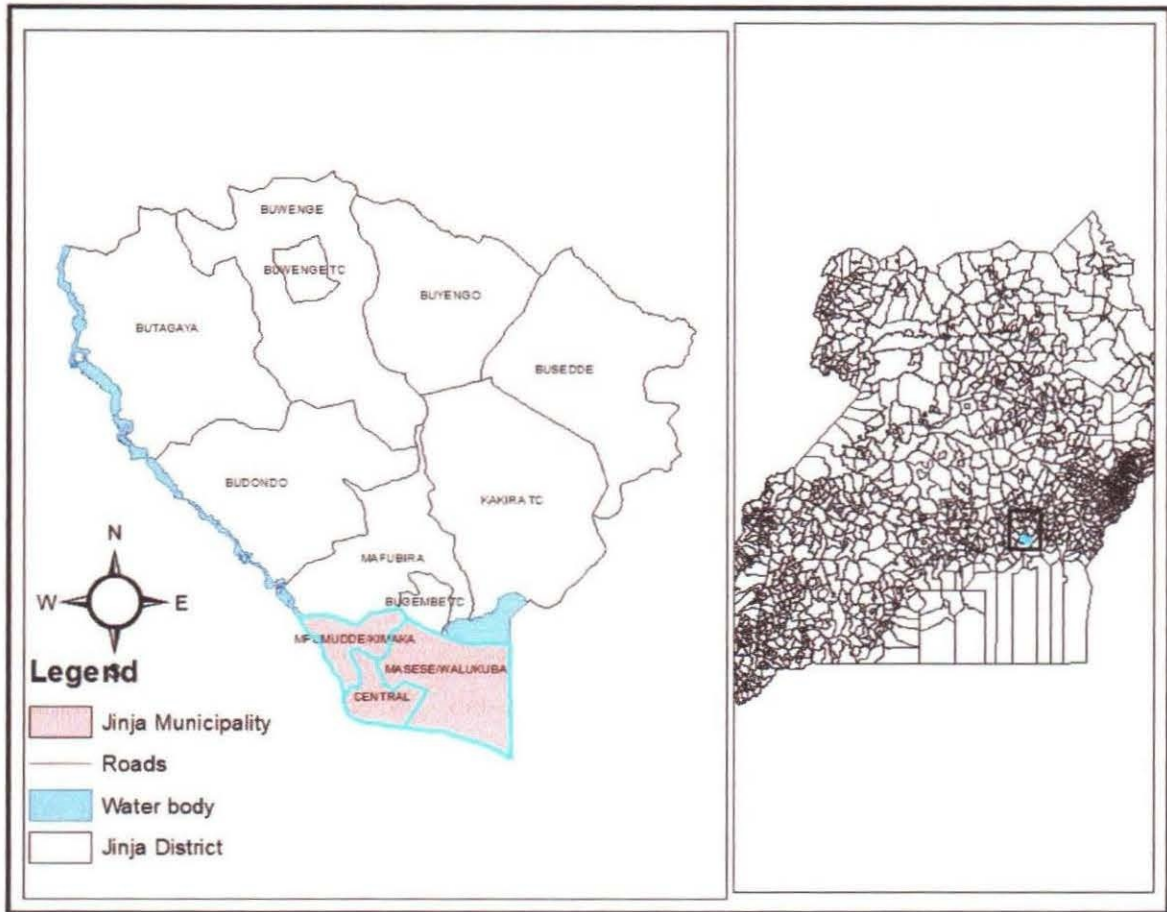 BUWENGE
BUWENGE TC
BUYENGO
BUTAGAYA
BUSEDDE
BUDONDO
KAKIRA TC
MAFUBIRA
BUGEMBE TC
MASESE/WALUKUBA
CENTRAL
N
W
E
S
Legend
Jinja Municipality
Roads
Water body
Jinja District